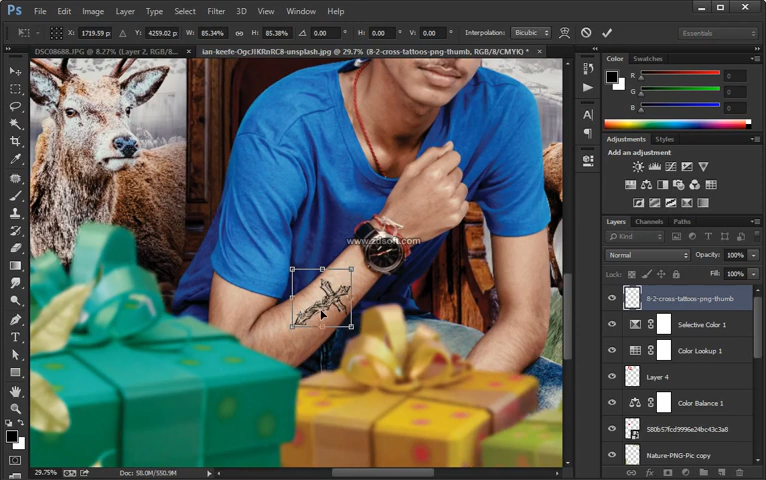 Ps File Edit Image Layer Type Select Filter 3D View Window Help
X: 1719.59 p: Y: 4259.02 p: W: 85.34% H: 85.38% 0.00 H: 0.00 V: 0.00 Interpolation: Bicubic Essentials
DSC08688.JPG @ 8.27% (Layer 2, RGB/8... × ian-keefe-OgcJIKRnRC8-unsplash.jpg @ 29.7% (8-2-cross-tattoos-png-thumb, RGB/8/CMYK) * ×
Color Swatches
R 0
G 0
B 0
Adjustments Styles
Add an adjustment
Layers Channels Paths
Kind
Normal Opacity: 100%
Lock: Fill: 100%
8-2-cross-tattoos-png-thumb
Selective Color 1
Color Lookup 1
Layer 4
Color Balance 1
580b57fcd9996e24bc43c3a8
Nature-PNG-Pic copy
www.zdsoft.com
29.75% Doc: 58.0M/550.9M